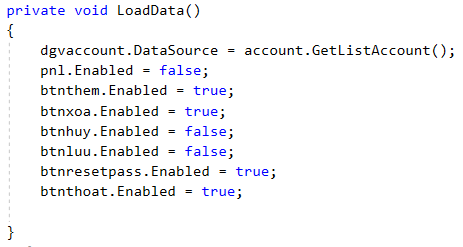 private void LoadData()
{
dgvaccount.DataSource = account.GetListAccount();
pnl.Enabled = false;
btnthem.Enabled = true;
btnxoa.Enabled = true;
btnhuy.Enabled = false;
btnluu.Enabled = false;
btnresetpass.Enabled = true;
btnthoat.Enabled = true;
}